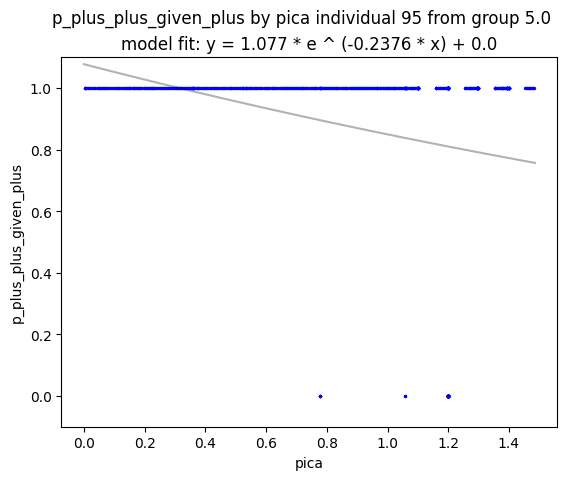 p_plus_plus_given_plus by pica individual 95 from group 5.0
model fit: y = 1.077 * e ^ (-0.2376 * x) + 0.0
1.0
0.8
0.6
0.4
0.2
0.0
p_plus_plus_given_plus
0.0 0.2 0.4 0.6 0.8 1.0 1.2 1.4
pica